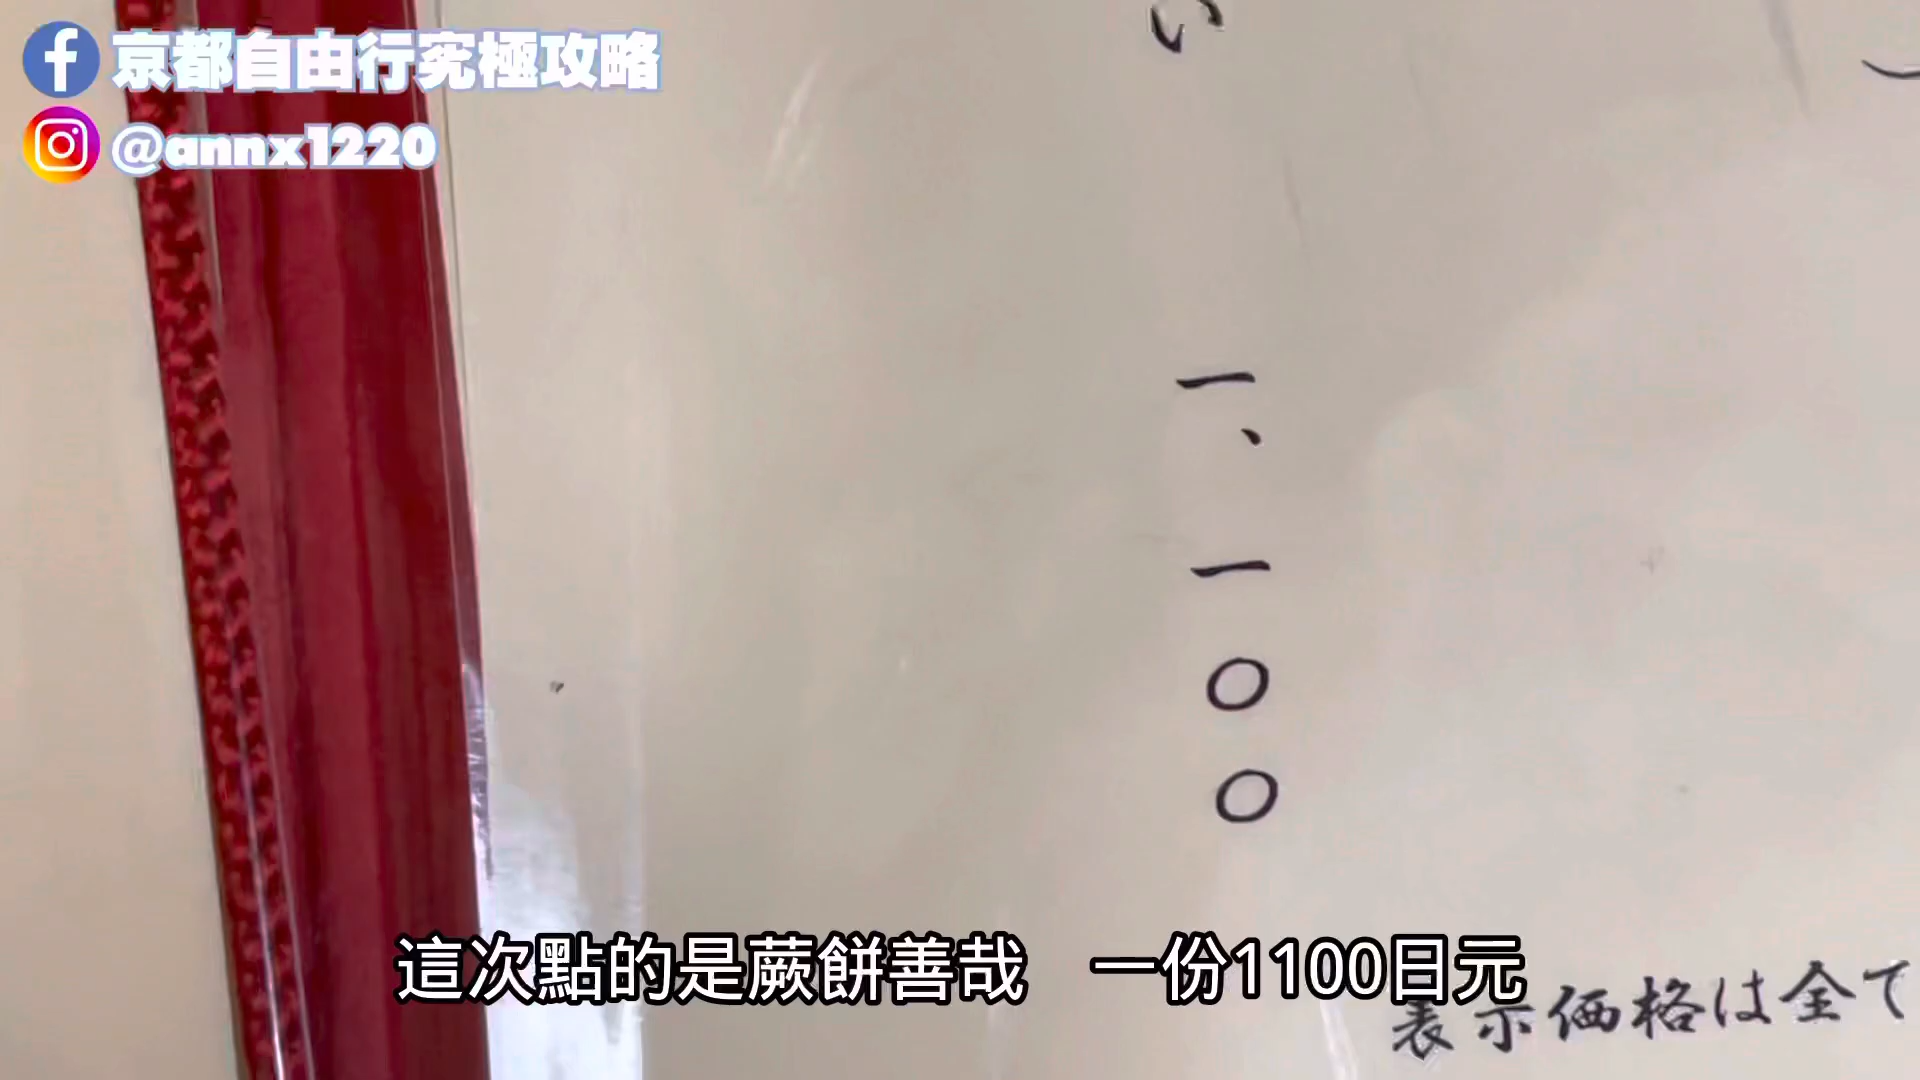 京都自由行究極攻略
@annx1220
い
一、一〇〇
這次點的是蕨餅善哉 一份1100日元
表示価格は全て